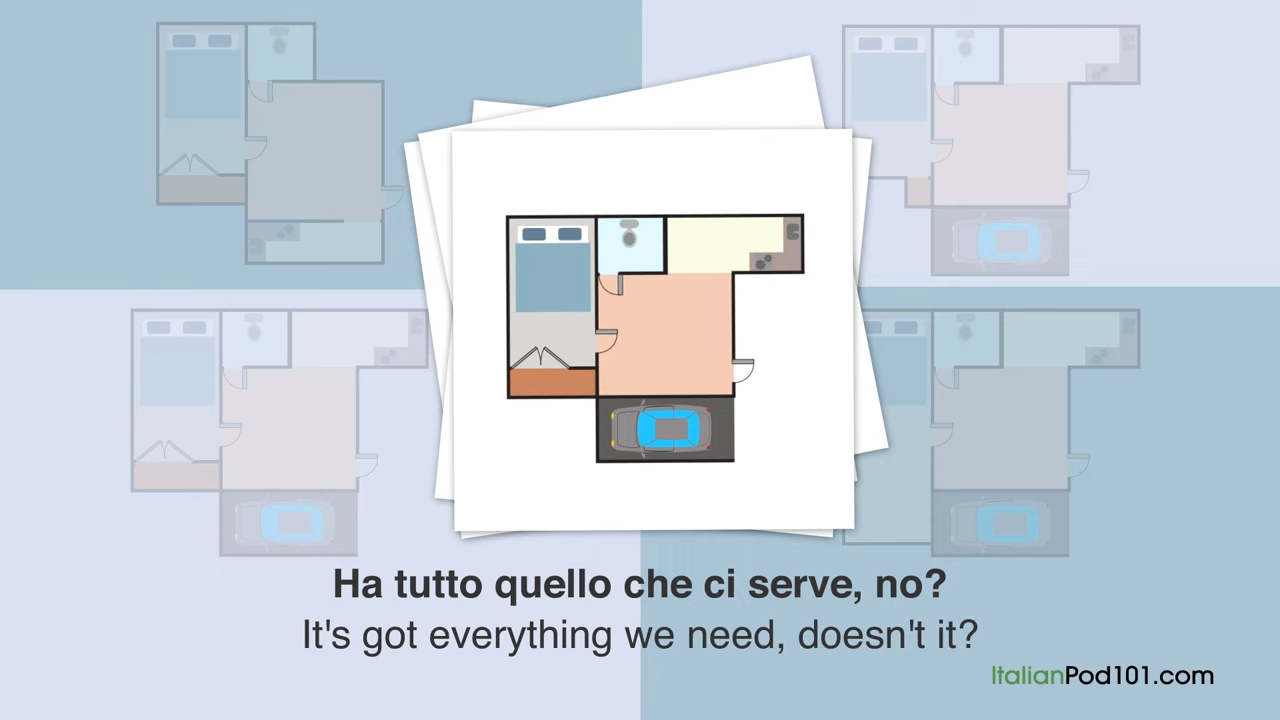 Ha tutto quello che ci serve, no?
It's got everything we need, doesn't it?
ItalianPod101.com